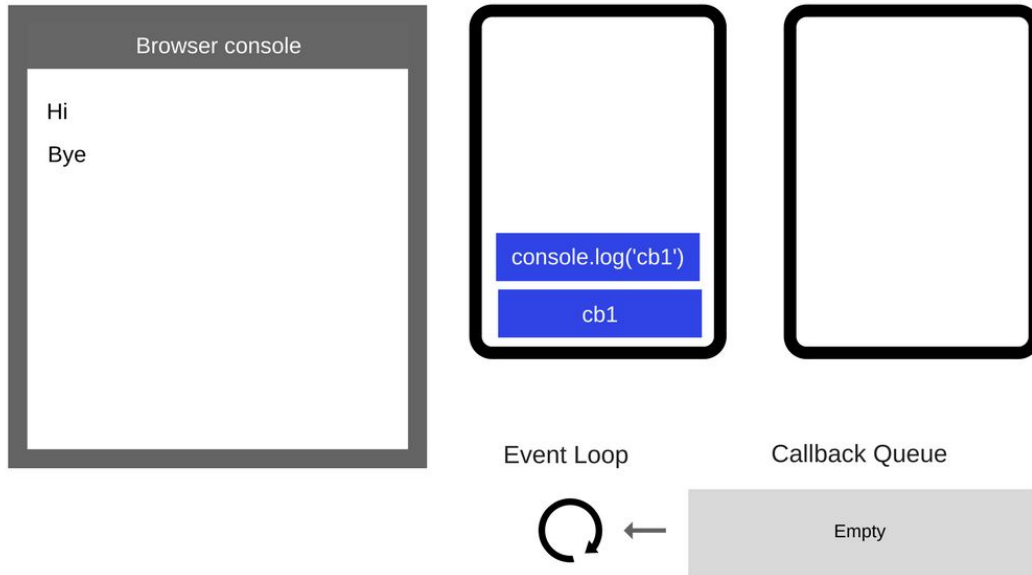 Browser console
Hi
Bye
console.log('cb1')
cb1
Event Loop
Callback Queue
Empty